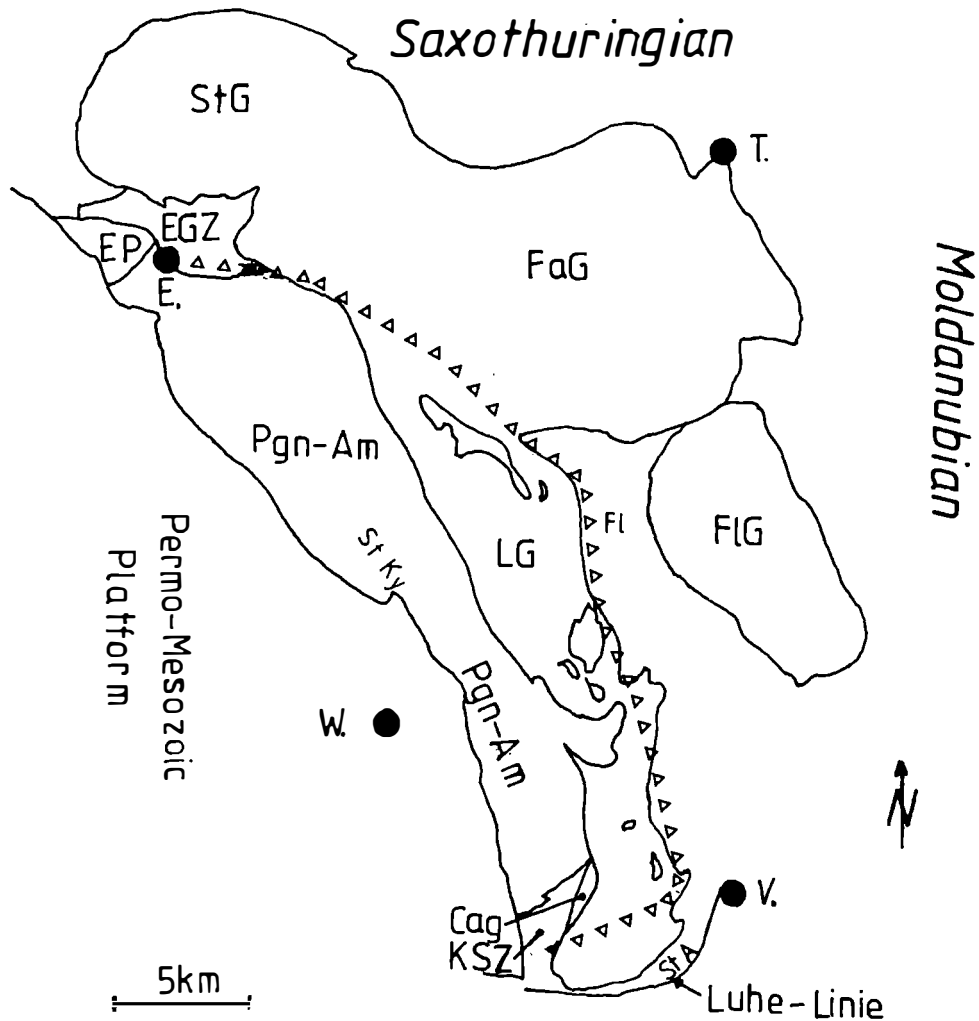 Saxothuringian
StG
T.
EGZ
EP
E.
FaG
Moldanubian
Pgn-Am
Fl
FlG
St Ky
LG
Permo-Mesozoic
Platform
W.
Pgn-Am
N
V.
Cag
KSZ
StA
5km
Luhe-Linie